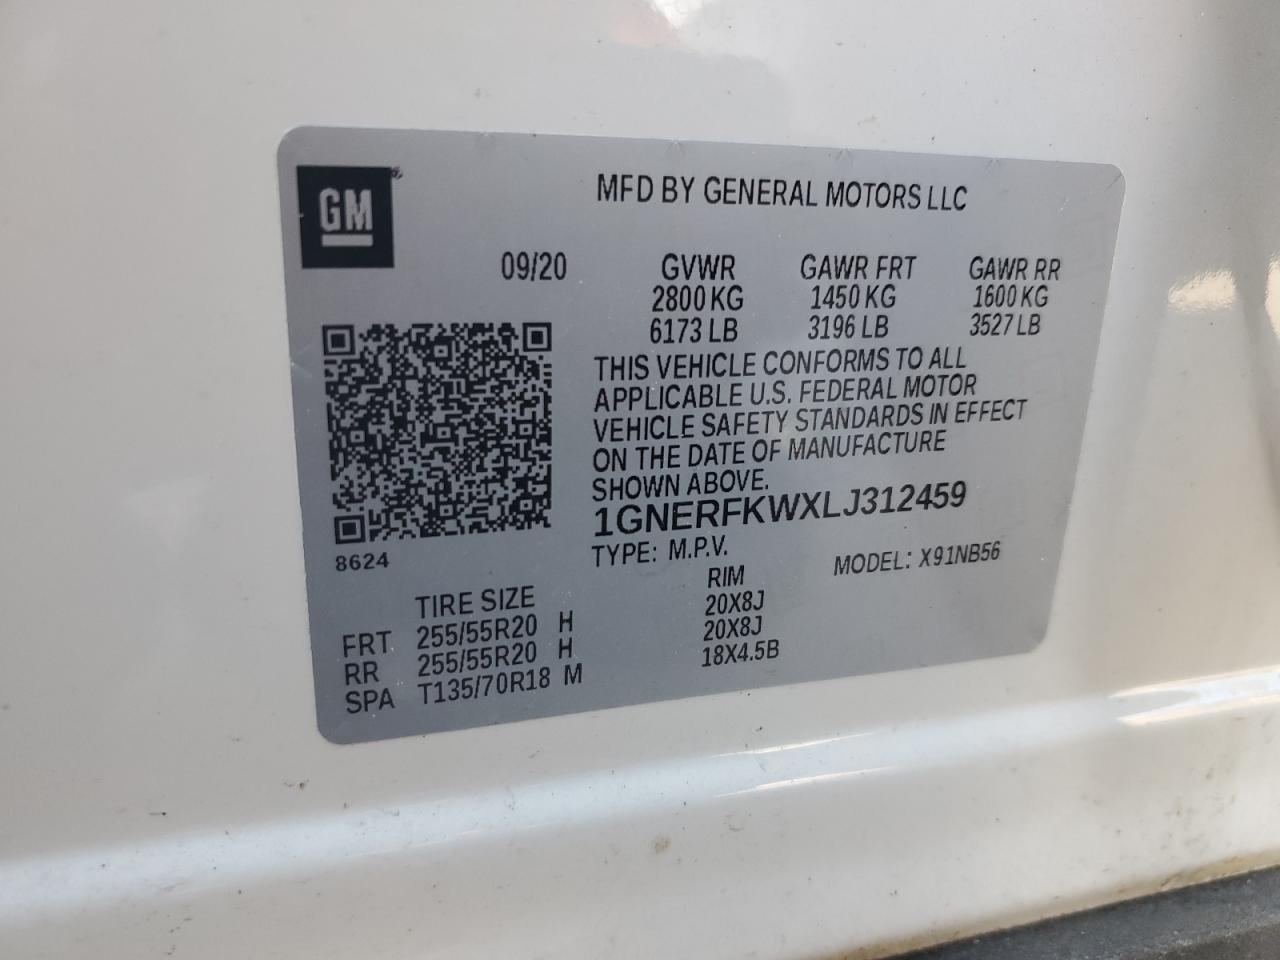 GM
MFD BY GENERAL MOTORS LLC
09/20
GVWR GAWR FRT GAWR RR
2800 KG 1450 KG 1600 KG
6173 LB 3196 LB 3527 LB
THIS VEHICLE CONFORMS TO ALL
APPLICABLE U.S. FEDERAL MOTOR
VEHICLE SAFETY STANDARDS IN EFFECT
ON THE DATE OF MANUFACTURE
SHOWN ABOVE.
1GNERFKWXLJ312459
8624
TYPE: M.P.V. MODEL: X91NB56
TIRE SIZE RIM
FRT 255/55R20 H 20X8J
RR 255/55R20 H 20X8J
SPA T135/70R18 M 18X4.5B